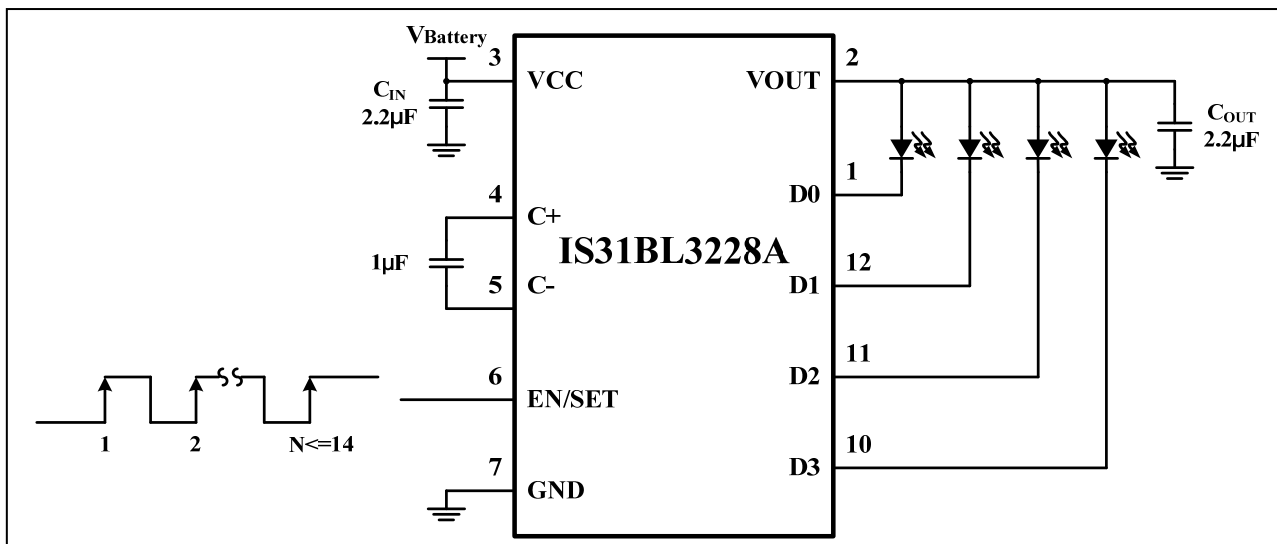 VBattery
3
VCC
CIN
2.2µF
4
C+
1µF
5
C-
6
EN/SET
1
2
N<=14
7
GND
IS31BL3228A
2
VOUT
COUT
2.2µF
1
D0
12
D1
11
D2
10
D3